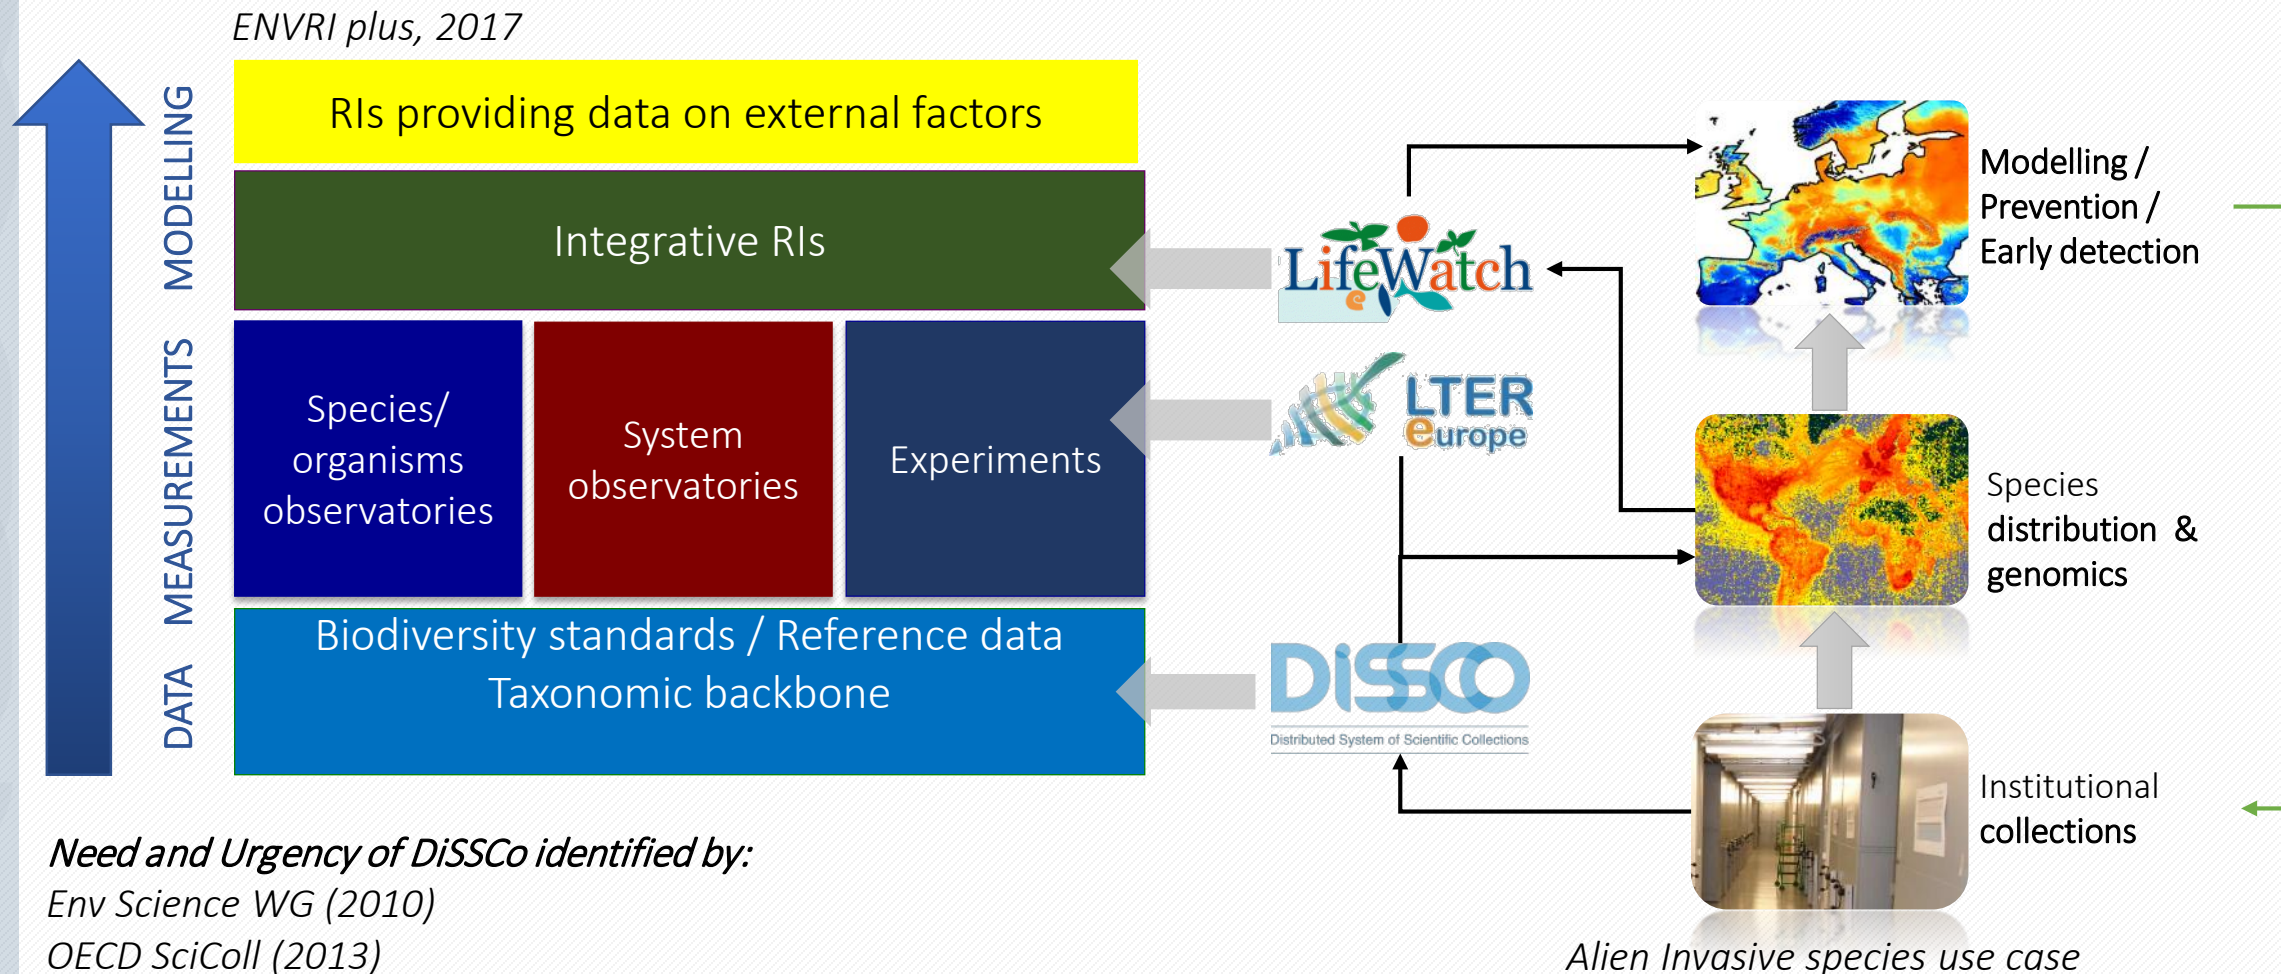 ENVRI plus, 2017
MODELLING
MEASUREMENTS
DATA
RIs providing data on external factors
Integrative RIs
Species/
organisms
observatories
System
observatories
Experiments
Biodiversity standards / Reference data
Taxonomic backbone
LifeWatch
e
LTER
europe
DiSSCo
Distributed System of Scientific Collections
Modelling /
Prevention /
Early detection
Species
distribution &
genomics
Institutional
collections
Need and Urgency of DiSSCo identified by:
Env Science WG (2010)
OECD SciColl (2013)
Alien Invasive species use case